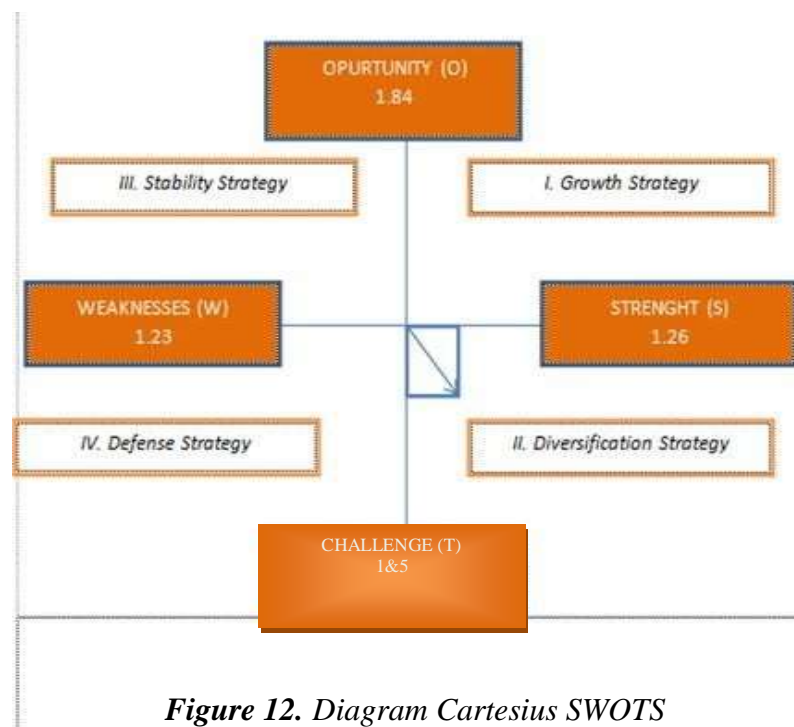 OPURTUNITY (O)
1.84
III. Stability Strategy
I. Growth Strategy
WEAKNESSES (W)
1.23
STRENGHT (S)
1.26
IV. Defense Strategy
II. Diversification Strategy
CHALLENGE (T)
1&5
Figure 12. Diagram Cartesius SWOTS